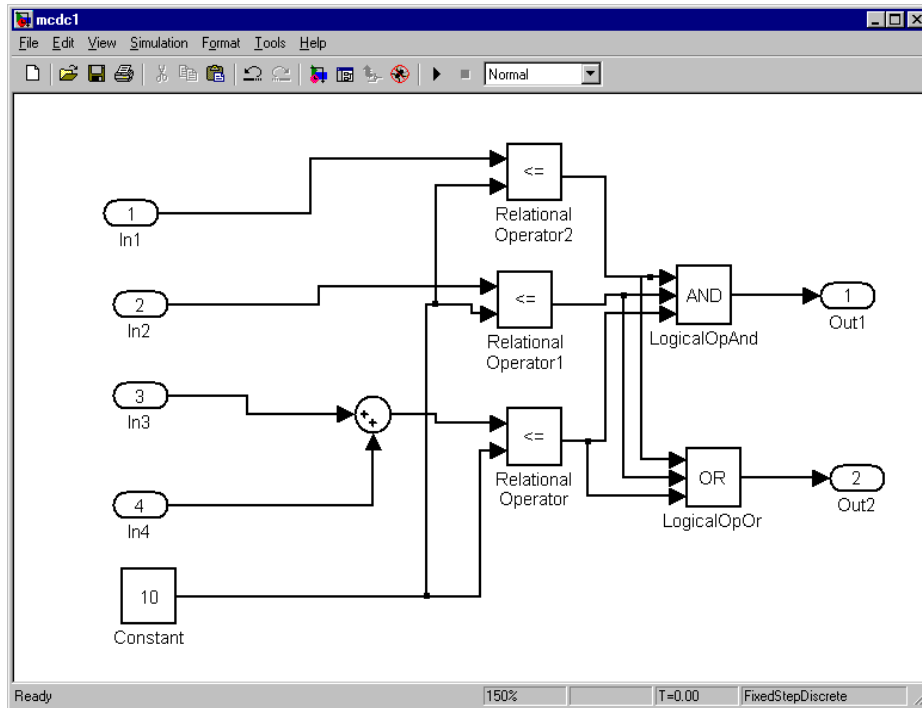 mcdc1
File Edit View Simulation Format Tools Help
Normal
<=
Relational
Operator2
1
In1
2
In2
<=
Relational
Operator1
AND
LogicalOpAnd
1
Out1
3
In3
+
+
<=
Relational
Operator
OR
LogicalOpOr
2
Out2
4
In4
10
Constant
Ready 150% T=0.00 FixedStepDiscrete